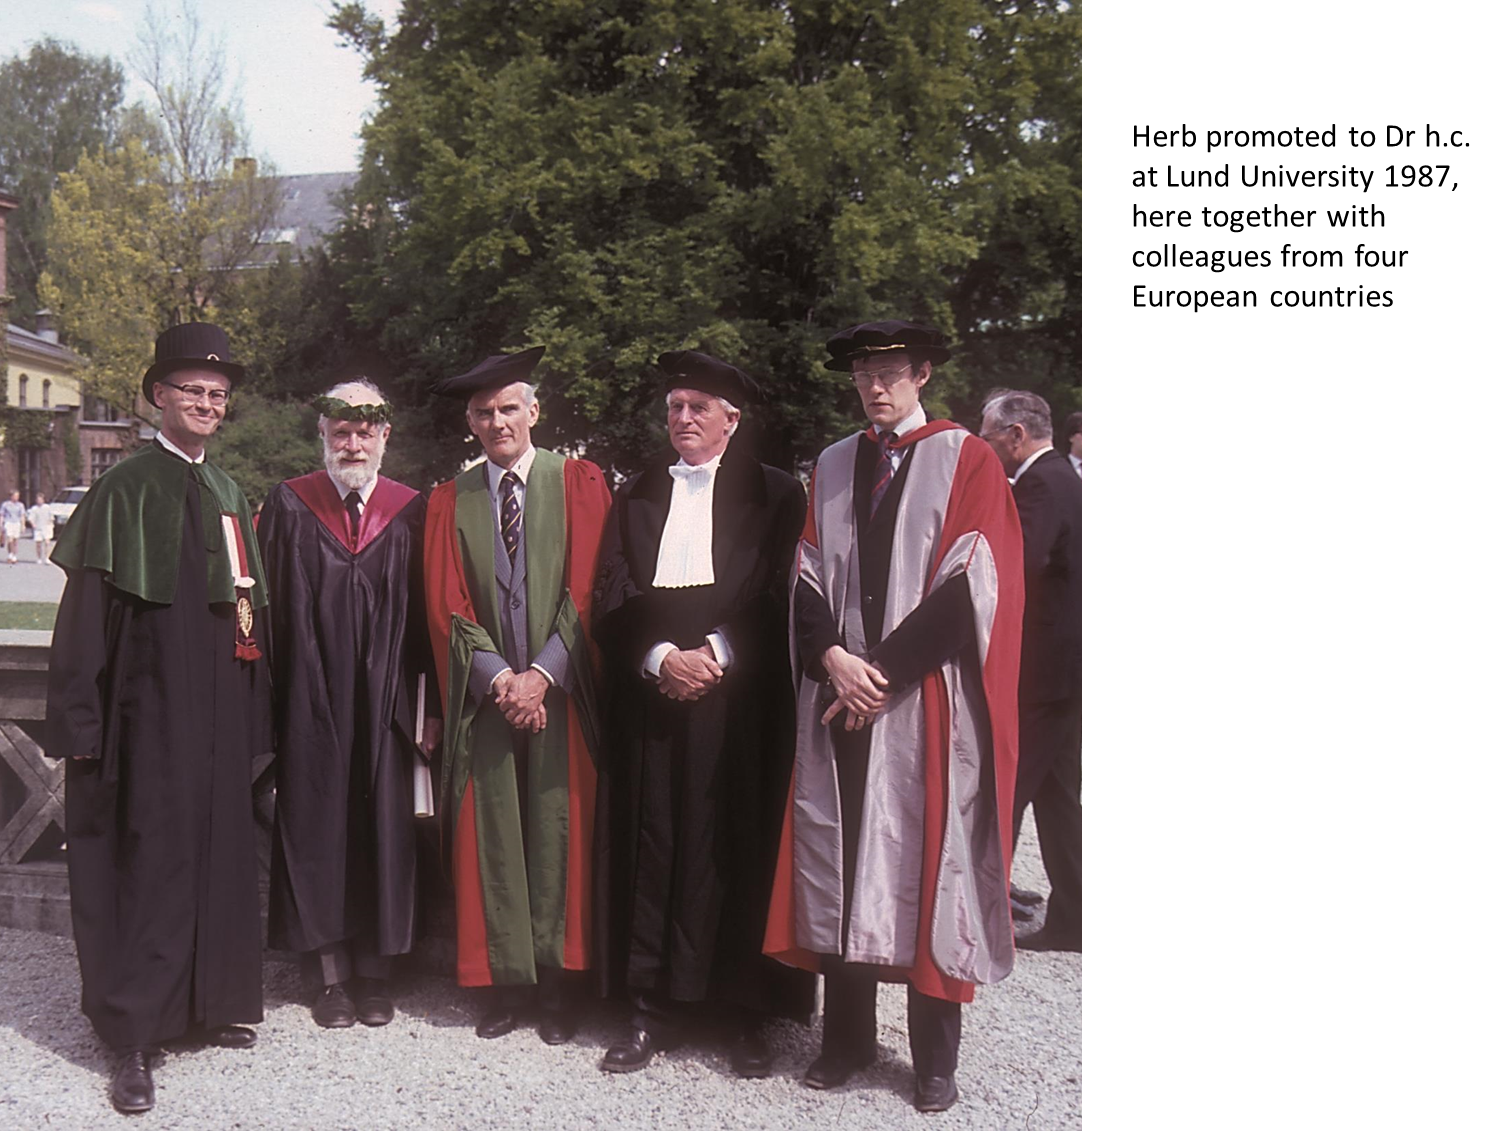 Herb promoted to Dr h.c.
at Lund University 1987,
here together with
colleagues from four
European countries